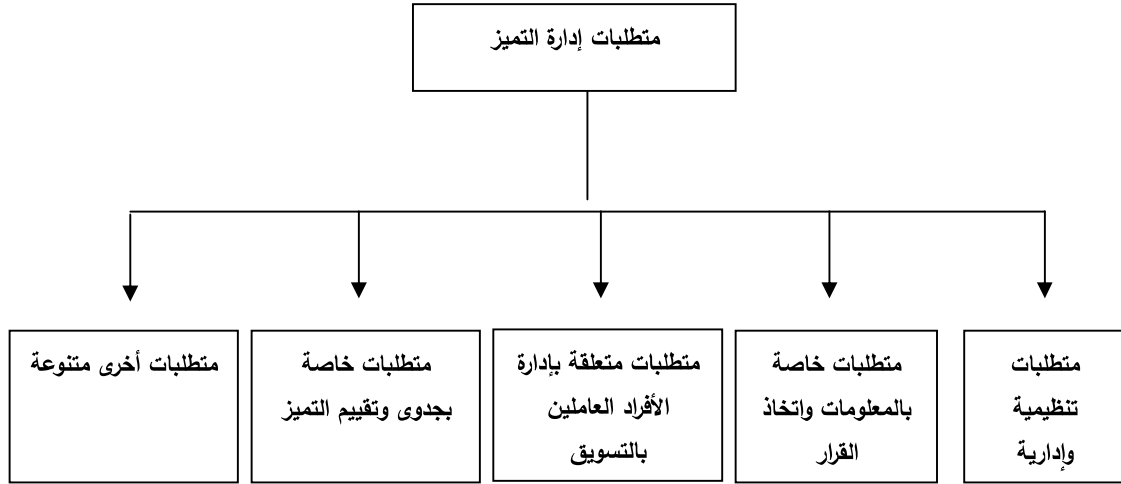 متطلبات إدارة التميز
متطلبات
تنظيمية
وإدارية
متطلبات خاصة
بالمعلومات واتخاذ
القرار
متطلبات متعلقة بإدارة
الأفراد العاملين
بالتسويق
متطلبات خاصة
بجدوى وتقييم التميز
متطلبات أخرى متنوعة